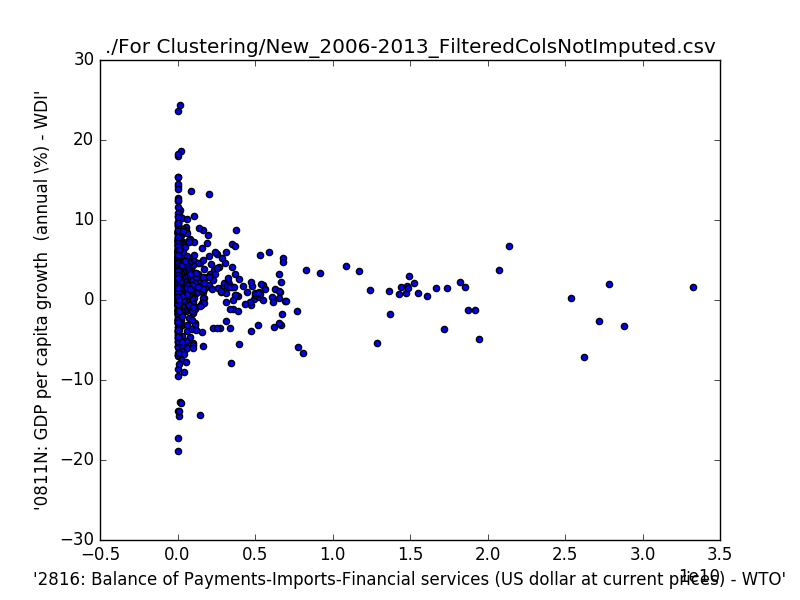 ./For Clustering/New_2006-2013_FilteredColsNotImputed.csv
30
20
10
0
−10
−20
−30
'0811N: GDP per capita growth  (annual \%) - WDI'
−0.5 0.0 0.5 1.0 1.5 2.0 2.5 3.0 3.5
1e10
'2816: Balance of Payments-Imports-Financial services (US dollar at current prices) - WTO'